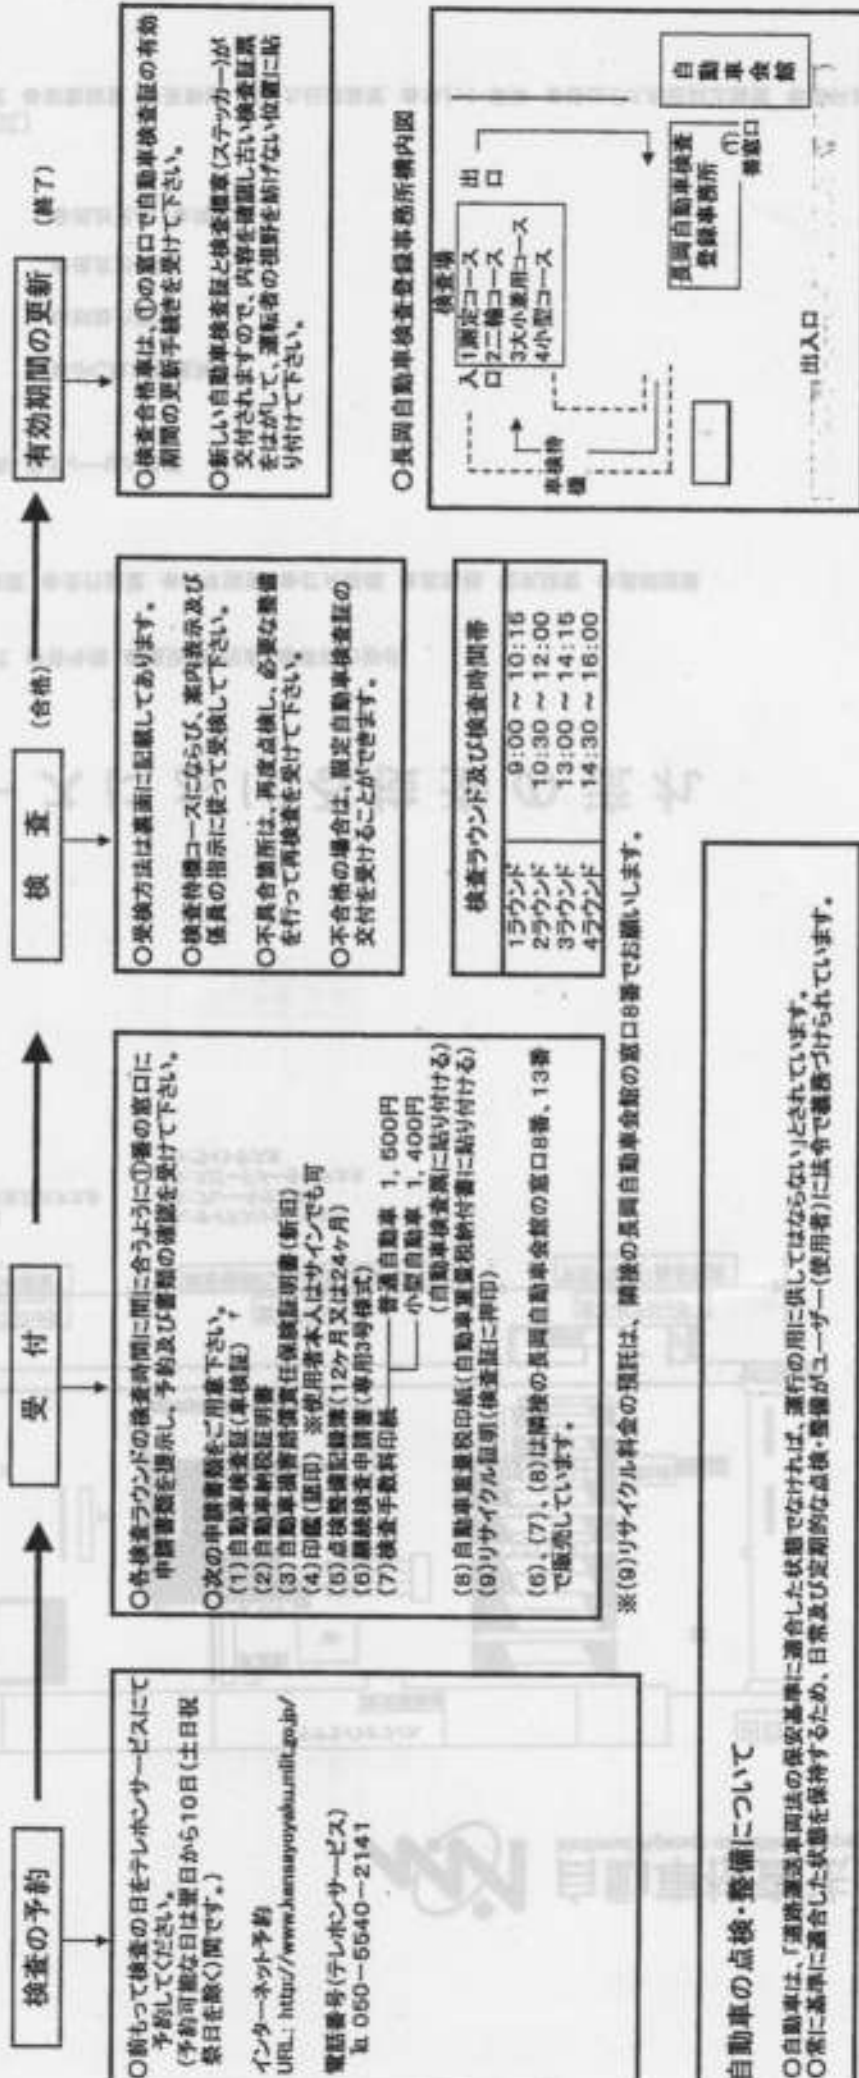 検査の予約
○前もって検査の日をテレホンサービスにて
予約してください。
(予約可能な日は翌日から10日(土日祝
祭日を除く)間です。)
インターネット予約
URL: http://www.kensayoyaku.mlit.go.jp/
電話番号(テレホンサービス)
℡ 050-5540-2141
受 付
○各検査ラウンドの検査時間に間に合うように①番の窓口に
申請書類を提示し、予約及び書類の確認を受けて下さい。
○次の申請書類をご用意下さい。
(1)自動車検査証(車検証)
(2)自動車納税証明書
(3)自動車損害賠償責任保険証明書(新旧)
(4)印鑑(認印) ※使用者本人はサインでも可
(5)点検整備記録簿(12ヶ月又は24ヶ月)
(6)継続検査申請書(専用3号様式)
(7)検査手数料印紙 普通自動車 1,500円
小型自動車 1,400円
(自動車検査票に貼り付ける)
(8)自動車重量税印紙(自動車重量税納付書に貼り付ける)
(9)リサイクル証明(検査証に押印)
(6)、(7)、(8)は隣接の長岡自動車会館の窓口8番、13番
で販売しています。
※(9)リサイクル料金の預託は、隣接の長岡自動車会館の窓口8番でお願いします。
検 査
(合格)
○受検方法は裏面に記載してあります。
○検査待機コースにならび、案内表示及び
係員の指示に従って受検して下さい。
○不具合箇所は、再度点検し、必要な整備
を行って再検査を受けて下さい。
○不合格の場合は、限定自動車検査証の
交付を受けることができます。
検査ラウンド及び検査時間帯
1ラウンド 9:00 ~ 10:15
2ラウンド 10:30 ~ 12:00
3ラウンド 13:00 ~ 14:15
4ラウンド 14:30 ~ 16:00
有効期間の更新
(終了)
○検査合格車は、①の窓口で自動車検査証の有効
期間の更新手続きを受けて下さい。
○新しい自動車検査証と検査標章(ステッカー)が
交付されますので、内容を確認し古い検査証票
をはがして、運転者の視野を妨げない位置に貼
り付けて下さい。
○長岡自動車検査登録事務所構内図
検査場
入口
1測定コース
2二輪コース
3大小兼用コース
4小型コース
出口
車検待機
自動車会館
長岡自動車検査
登録事務所
①番窓口
出入口
自動車の点検・整備について
○自動車は、「道路運送車両法の保安基準に適合した状態でなければ、運行の用に供してはならない」とされています。
○常に基準に適合した状態を保持するため、日常及び定期的な点検・整備がユーザー(使用者)に法令で義務づけられています。